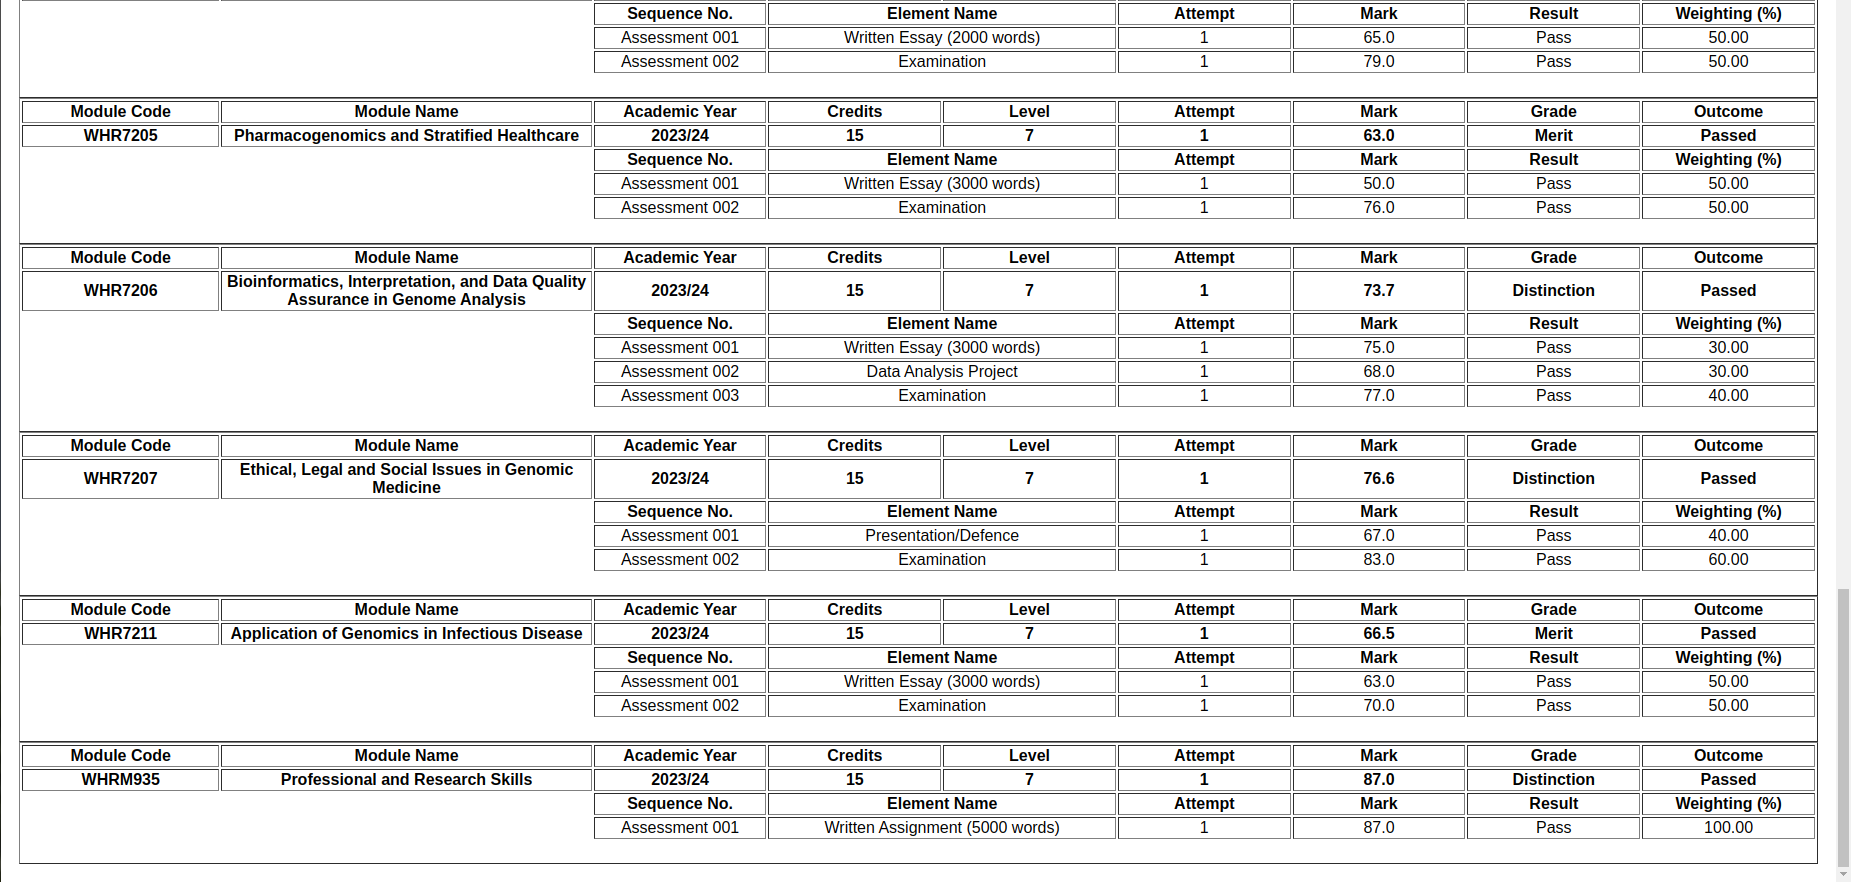 Sequence No. Element Name Attempt Mark Result Weighting (%)
Assessment 001 Written Essay (2000 words) 1 65.0 Pass 50.00
Assessment 002 Examination 1 79.0 Pass 50.00
Module Code Module Name Academic Year Credits Level Attempt Mark Grade Outcome
WHR7205 Pharmacogenomics and Stratified Healthcare 2023/24 15 7 1 63.0 Merit Passed
Sequence No. Element Name Attempt Mark Result Weighting (%)
Assessment 001 Written Essay (3000 words) 1 50.0 Pass 50.00
Assessment 002 Examination 1 76.0 Pass 50.00
Module Code Module Name Academic Year Credits Level Attempt Mark Grade Outcome
WHR7206 Bioinformatics, Interpretation, and Data Quality
Assurance in Genome Analysis 2023/24 15 7 1 73.7 Distinction Passed
Sequence No. Element Name Attempt Mark Result Weighting (%)
Assessment 001 Written Essay (3000 words) 1 75.0 Pass 30.00
Assessment 002 Data Analysis Project 1 68.0 Pass 30.00
Assessment 003 Examination 1 77.0 Pass 40.00
Module Code Module Name Academic Year Credits Level Attempt Mark Grade Outcome
WHR7207 Ethical, Legal and Social Issues in Genomic
Medicine 2023/24 15 7 1 76.6 Distinction Passed
Sequence No. Element Name Attempt Mark Result Weighting (%)
Assessment 001 Presentation/Defence 1 67.0 Pass 40.00
Assessment 002 Examination 1 83.0 Pass 60.00
Module Code Module Name Academic Year Credits Level Attempt Mark Grade Outcome
WHR7211 Application of Genomics in Infectious Disease 2023/24 15 7 1 66.5 Merit Passed
Sequence No. Element Name Attempt Mark Result Weighting (%)
Assessment 001 Written Essay (3000 words) 1 63.0 Pass 50.00
Assessment 002 Examination 1 70.0 Pass 50.00
Module Code Module Name Academic Year Credits Level Attempt Mark Grade Outcome
WHRM935 Professional and Research Skills 2023/24 15 7 1 87.0 Distinction Passed
Sequence No. Element Name Attempt Mark Result Weighting (%)
Assessment 001 Written Assignment (5000 words) 1 87.0 Pass 100.00